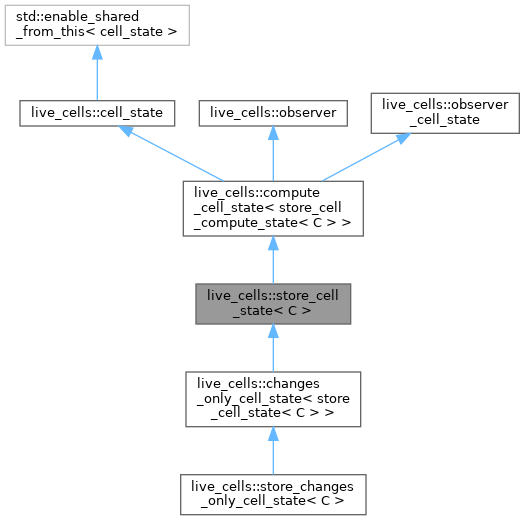 std::enable_shared
_from_this< cell_state >
live_cells::cell_state
live_cells::observer
live_cells::observer
_cell_state
live_cells::compute
_cell_state< store_cell
_compute_state< C > >
live_cells::store_cell
_state< C >
live_cells::changes
_only_cell_state< store
_cell_state< C > >
live_cells::store_changes
_only_cell_state< C >